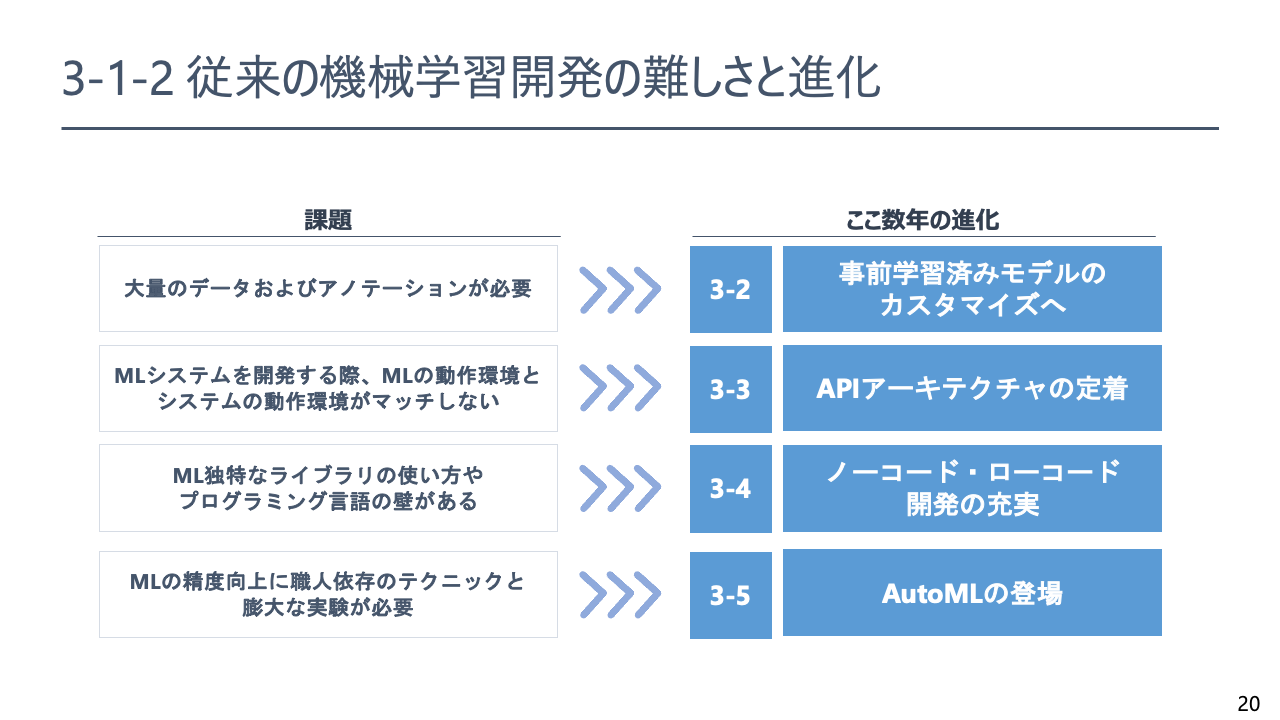 3-1-2 従来の機械学習開発の難しさと進化
課題
ここ数年の進化
大量のデータおよびアノテーションが必要
3-2
事前学習済みモデルの
カスタマイズへ
MLシステムを開発する際、MLの動作環境と
システムの動作環境がマッチしない
3-3
APIアーキテクチャの定着
ML独特なライブラリの使い方や
プログラミング言語の壁がある
3-4
ノーコード・ローコード
開発の充実
MLの精度向上に職人依存のテクニックと
膨大な実験が必要
3-5
AutoMLの登場
20